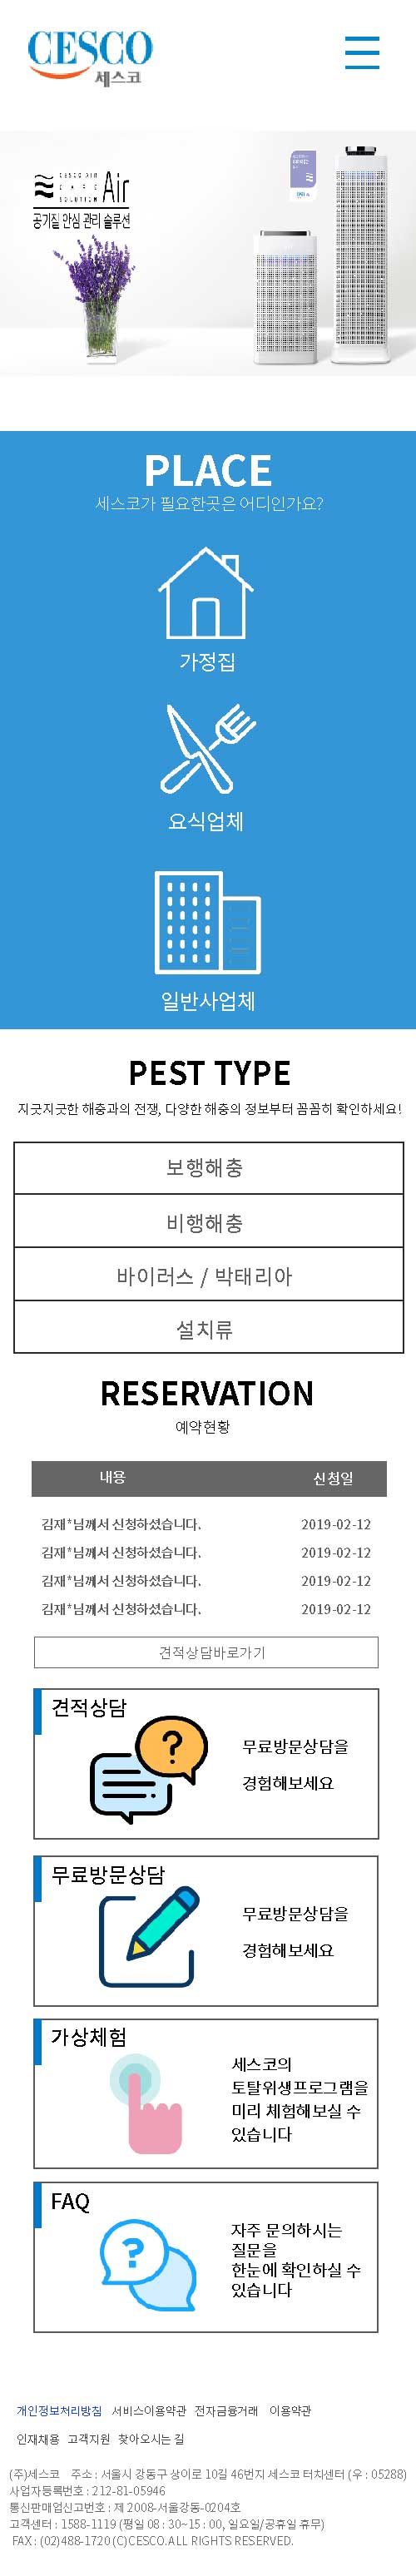 CESCO
세스코
CESCO AIR
CARE
SOLUTION
Air
공기질 안심 관리 솔루션
PLACE
세스코가 필요한곳은 어디인가요?
가정집
요식업체
일반사업체
PEST TYPE
지긋지긋한 해충과의 전쟁, 다양한 해충의 정보부터 꼼꼼히 확인하세요!
보행해충
비행해충
바이러스 / 박태리아
설치류
RESERVATION
예약현황
내용 신청일
김재*님께서 신청하셨습니다. 2019-02-12
김재*님께서 신청하셨습니다. 2019-02-12
김재*님께서 신청하셨습니다. 2019-02-12
김재*님께서 신청하셨습니다. 2019-02-12
견적상담바로가기
견적상담
무료방문상담을
경험해보세요
무료방문상담
무료방문상담을
경험해보세요
가상체험
세스코의
토탈위생프로그램을
미리 체험해보실 수
있습니다
FAQ
자주 문의하시는
질문을
한눈에 확인하실 수
있습니다
개인정보처리방침 서비스이용약관 전자금융거래 이용약관
인재채용 고객지원 찾아오시는 길
(주)세스코 주소 : 서울시 강동구 상이로 10길 46번지 세스코 터치센터 (우 : 05288)
사업자등록번호 : 212-81-05946
통신판매업신고번호 : 제 2008-서울강동-0204호
고객센터 : 1588-1119 (평일 08 : 30~15 : 00, 일요일/공휴일 휴무)
FAX : (02)488-1720 (C)CESCO.ALL RIGHTS RESERVED.